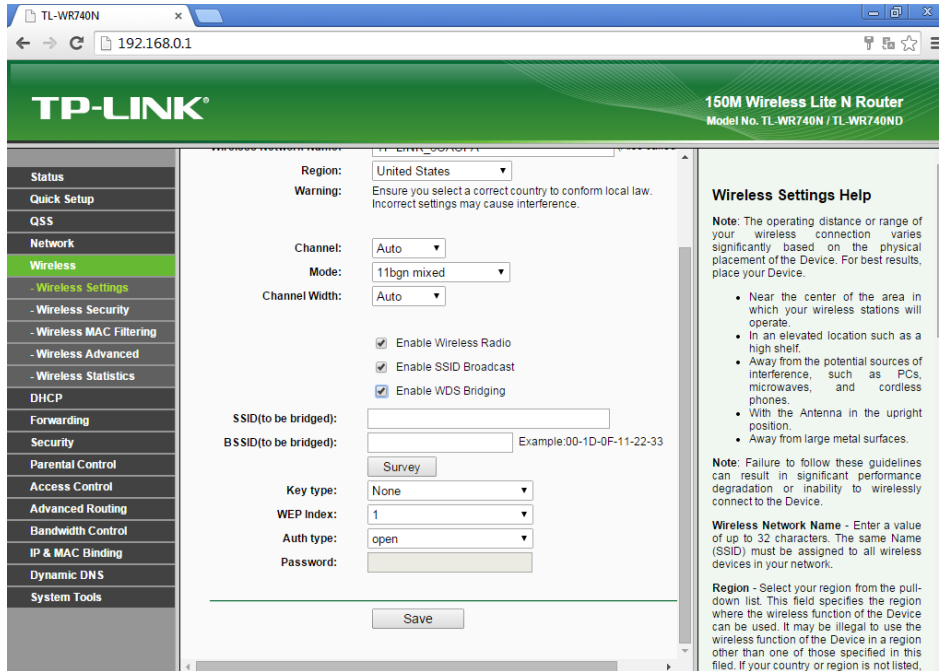 TL-WR740N
192.168.0.1
TP-LINK®
150M Wireless Lite N Router
Model No. TL-WR740N / TL-WR740ND
Status
Quick Setup
QSS
Network
Wireless
- Wireless Settings
- Wireless Security
- Wireless MAC Filtering
- Wireless Advanced
- Wireless Statistics
DHCP
Forwarding
Security
Parental Control
Access Control
Advanced Routing
Bandwidth Control
IP & MAC Binding
Dynamic DNS
System Tools
Wireless Network Name:
Region: United States
Warning: Ensure you select a correct country to conform local law.
Incorrect settings may cause interference.
Channel: Auto
Mode: 11bgn mixed
Channel Width: Auto
Enable Wireless Radio
Enable SSID Broadcast
Enable WDS Bridging
SSID(to be bridged):
BSSID(to be bridged): Example:00-1D-0F-11-22-33
Survey
Key type: None
WEP Index: 1
Auth type: open
Password:
Save
Wireless Settings Help
Note: The operating distance or range of
your wireless connection varies
significantly based on the physical
placement of the Device. For best results,
place your Device.
• Near the center of the area in
which your wireless stations will
operate.
• In an elevated location such as a
high shelf.
• Away from the potential sources of
interference, such as PCs,
microwaves, and cordless
phones.
• With the Antenna in the upright
position.
• Away from large metal surfaces.
Note: Failure to follow these guidelines
can result in significant performance
degradation or inability to wirelessly
connect to the Device.
Wireless Network Name - Enter a value
of up to 32 characters. The same Name
(SSID) must be assigned to all wireless
devices in your network.
Region - Select your region from the pull-
down list. This field specifies the region
where the wireless function of the Device
can be used. It may be illegal to use the
wireless function of the Device in a region
other than one of those specified in this
filed. If your country or region is not listed,